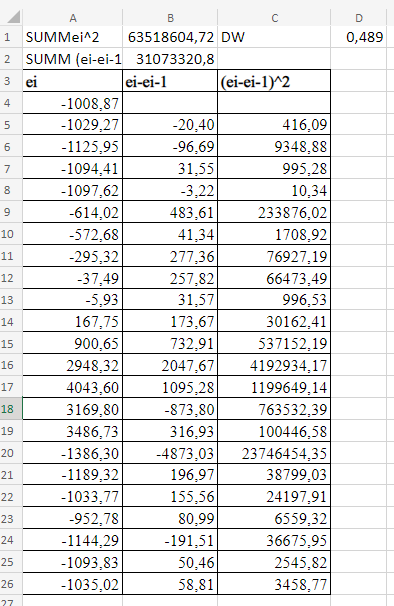 A B C D
1 SUMMei^2 63518604,72 DW 0,489
2 SUMM (ei-ei-1 31073320,8
3 ei ei-ei-1 (ei-ei-1)^2
4 -1008,87
5 -1029,27 -20,40 416,09
6 -1125,95 -96,69 9348,88
7 -1094,41 31,55 995,28
8 -1097,62 -3,22 10,34
9 -614,02 483,61 233876,02
10 -572,68 41,34 1708,92
11 -295,32 277,36 76927,19
12 -37,49 257,82 66473,49
13 -5,93 31,57 996,53
14 167,75 173,67 30162,41
15 900,65 732,91 537152,19
16 2948,32 2047,67 4192934,17
17 4043,60 1095,28 1199649,14
18 3169,80 -873,80 763532,39
19 3486,73 316,93 100446,58
20 -1386,30 -4873,03 23746454,35
21 -1189,32 196,97 38799,03
22 -1033,77 155,56 24197,91
23 -952,78 80,99 6559,32
24 -1144,29 -191,51 36675,95
25 -1093,83 50,46 2545,82
26 -1035,02 58,81 3458,77
27